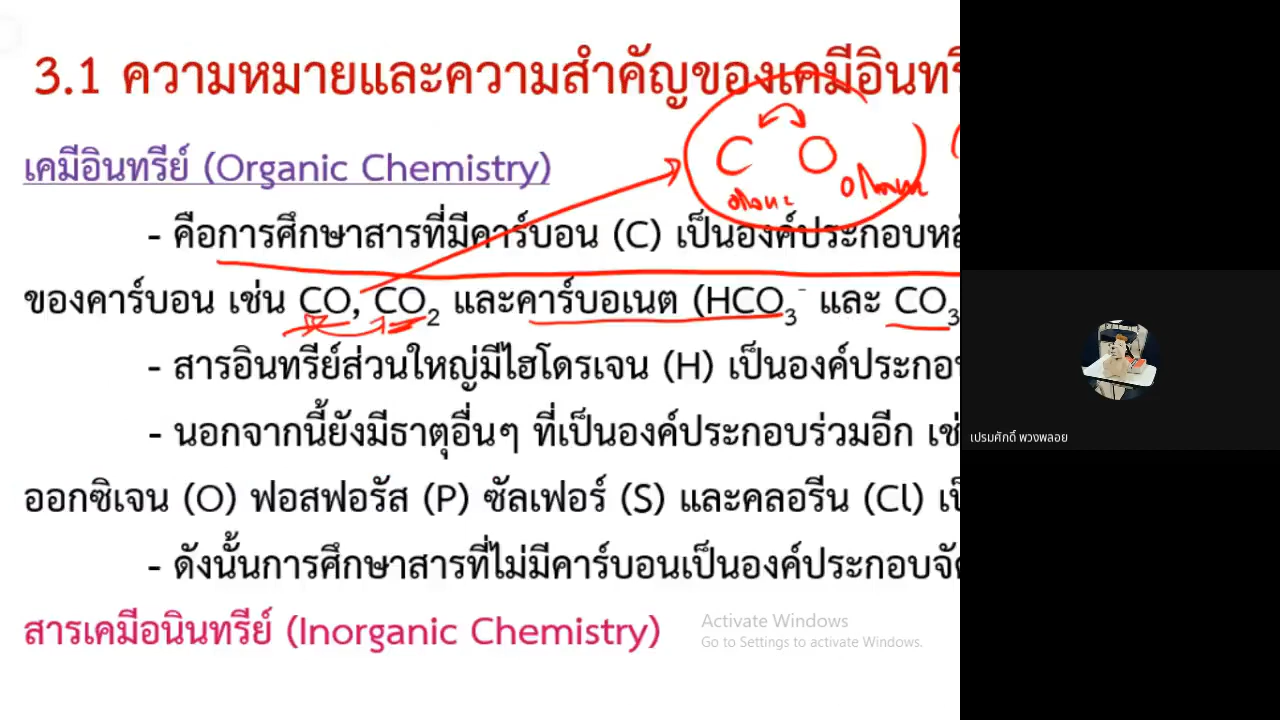 3.1 ความหมายและความสำคัญของเคมีอินทรี
C O
อโลหะ อโลหะ
เคมีอินทรีย์ (Organic Chemistry)
- คือการศึกษาสารที่มีคาร์บอน (C) เป็นองค์ประกอบหลั
ของคาร์บอน เช่น CO, CO₂ และคาร์บอเนต (HCO₃⁻ และ CO₃
- สารอินทรีย์ส่วนใหญ่มีไฮโดรเจน (H) เป็นองค์ประกอบ
- นอกจากนี้ยังมีธาตุอื่นๆ ที่เป็นองค์ประกอบร่วมอีก เช่
ออกซิเจน (O) ฟอสฟอรัส (P) ซัลเฟอร์ (S) และคลอรีน (Cl) เป็
- ดังนั้นการศึกษาสารที่ไม่มีคาร์บอนเป็นองค์ประกอบจัด
สารเคมีอนินทรีย์ (Inorganic Chemistry)
Activate Windows
Go to Settings to activate Windows.
เปรมศักดิ์ พวงพลอย